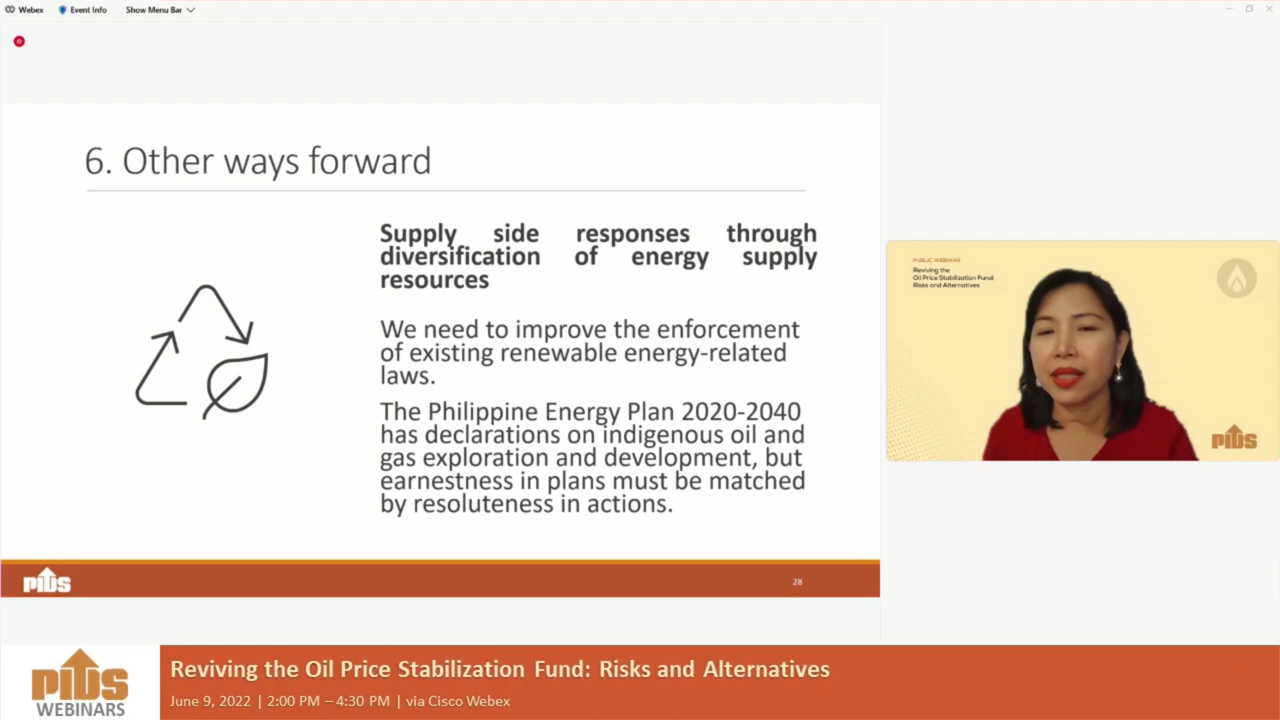 Webex
Event Info
Show Menu Bar
6. Other ways forward
Supply side responses through
diversification of energy supply
resources
We need to improve the enforcement
of existing renewable energy-related
laws.
The Philippine Energy Plan 2020-2040
has declarations on indigenous oil and
gas exploration and development, but
earnestness in plans must be matched
by resoluteness in actions.
PIDS
28
PUBLIC WEBINAR
Reviving the
Oil Price Stabilization Fund:
Risks and Alternatives
PIDS
PIDS
WEBINARS
Reviving the Oil Price Stabilization Fund: Risks and Alternatives
June 9, 2022 | 2:00 PM – 4:30 PM | via Cisco Webex